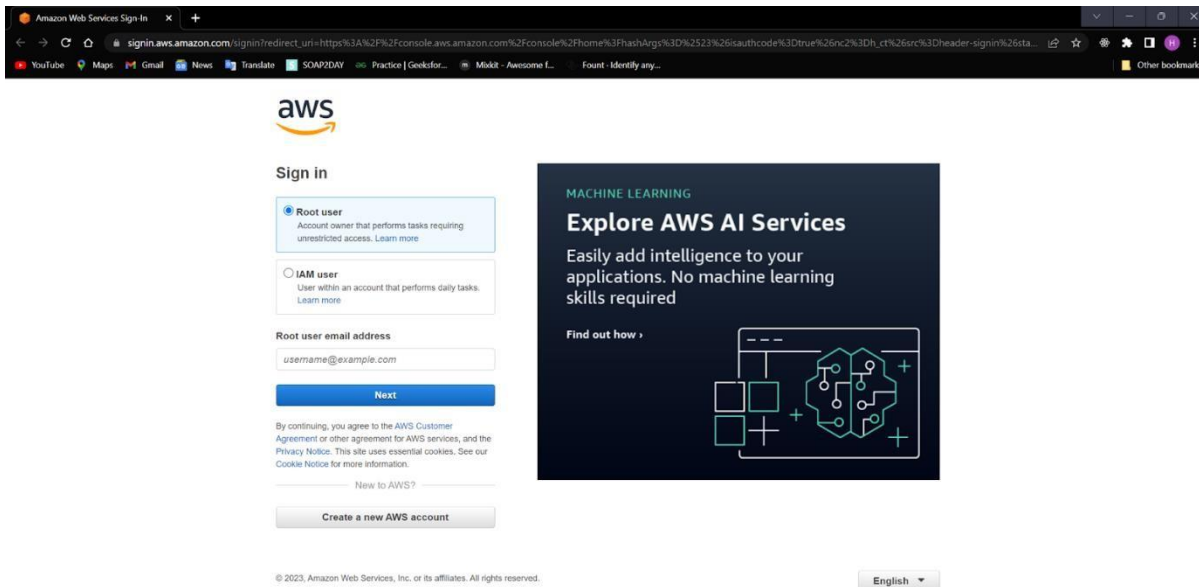 Amazon Web Services Sign-In
signin.aws.amazon.com/signin?redirect_uri=https%3A%2F%2Fconsole.aws.amazon.com%2Fconsole%2Fhome%3FhashArgs%3D%2523%26isauthcode%3Dtrue%26nc2%3Dh_ct%26src%3Dheader-signin%26sta...
H
YouTube Maps Gmail News Translate SOAP2DAY Practice | Geeksfor... Mixkit - Awesome f... Fount - Identify any... Other bookmark
aws
Sign in
Root user
Account owner that performs tasks requiring
unrestricted access. Learn more
IAM user
User within an account that performs daily tasks.
Learn more
Root user email address
username@example.com
Next
By continuing, you agree to the AWS Customer
Agreement or other agreement for AWS services, and the
Privacy Notice. This site uses essential cookies. See our
Cookie Notice for more information.
New to AWS?
Create a new AWS account
MACHINE LEARNING
Explore AWS AI Services
Easily add intelligence to your
applications. No machine learning
skills required
Find out how ›
© 2023, Amazon Web Services, Inc. or its affiliates. All rights reserved.
English